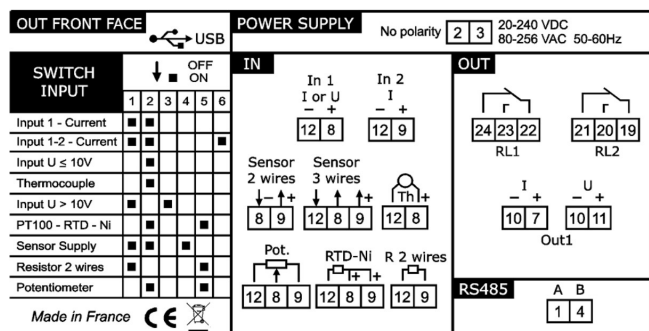 OUT FRONT FACE
USB
SWITCH INPUT
OFF
ON
1 2 3 4 5 6
Input 1 - Current
Input 1-2 - Current
Input U ≤ 10V
Thermocouple
Input U > 10V
PT100 - RTD - Ni
Sensor Supply
Resistor 2 wires
Potentiometer
Made in France CE
POWER SUPPLY
No polarity 2 3 20-240 VDC
80-256 VAC 50-60Hz
IN
In 1 In 2
I or U I
- + - +
12 8 12 9
Sensor Sensor
2 wires 3 wires Th
- + + +
8 9 12 8 9 12 8
Pot. RTD-Ni R 2 wires
+ +
12 8 9 12 8 9 12 9
OUT
r r
24 23 22 21 20 19
RL1 RL2
I U
- + - +
10 7 10 11
Out1
RS485
A B
1 4